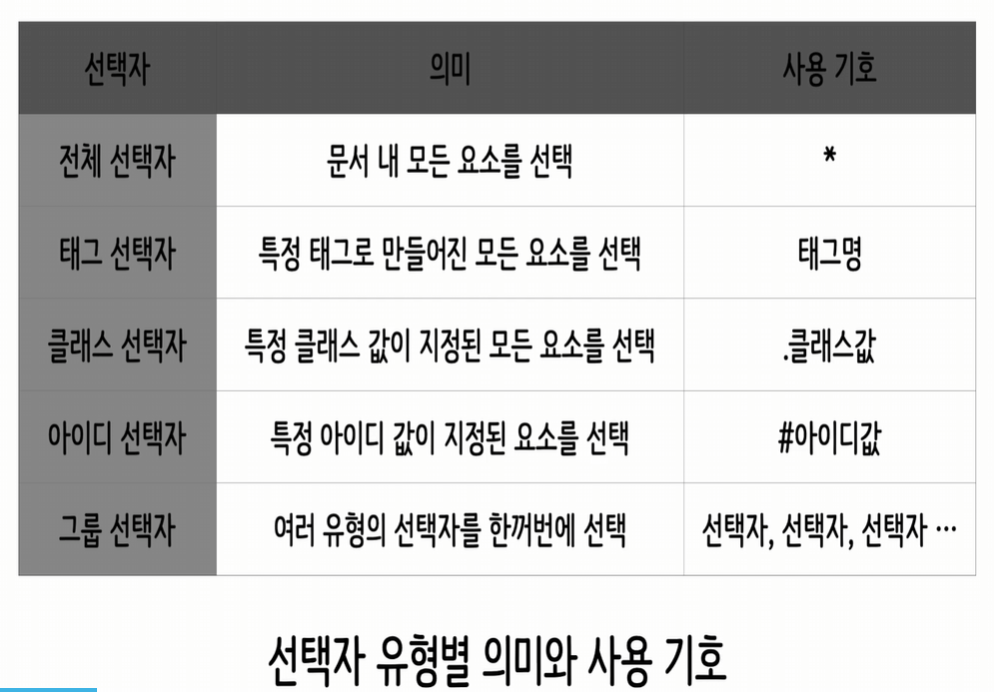 선택자 의미 사용 기호
전체 선택자 문서 내 모든 요소를 선택 *
태그 선택자 특정 태그로 만들어진 모든 요소를 선택 태그명
클래스 선택자 특정 클래스 값이 지정된 모든 요소를 선택 .클래스값
아이디 선택자 특정 아이디 값이 지정된 요소를 선택 #아이디값
그룹 선택자 여러 유형의 선택자를 한꺼번에 선택 선택자, 선택자, 선택자 ⋯
선택자 유형별 의미와 사용 기호